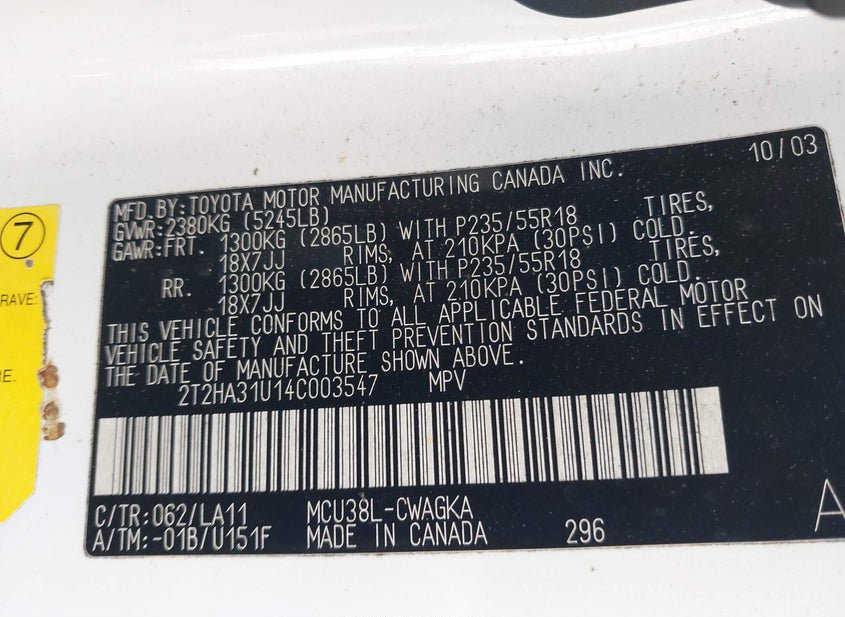 10/03
MFD. BY: TOYOTA MOTOR MANUFACTURING CANADA INC.
GVWR: 2380KG (5245LB)
GAWR: FRT. 1300KG (2865LB) WITH P235/55R18 TIRES,
18X7JJ RIMS, AT 210KPA (30PSI) COLD.
RR. 1300KG (2865LB) WITH P235/55R18 TIRES,
18X7JJ RIMS, AT 210KPA (30PSI) COLD.
THIS VEHICLE CONFORMS TO ALL APPLICABLE FEDERAL MOTOR
VEHICLE SAFETY AND THEFT PREVENTION STANDARDS IN EFFECT ON
THE DATE OF MANUFACTURE SHOWN ABOVE.
2T2HA31U14C003547 MPV
C/TR: 062/LA11 MCU38L-CWAGKA
A/TM: -01B/U151F MADE IN CANADA 296
A
7
RAVE:
E.